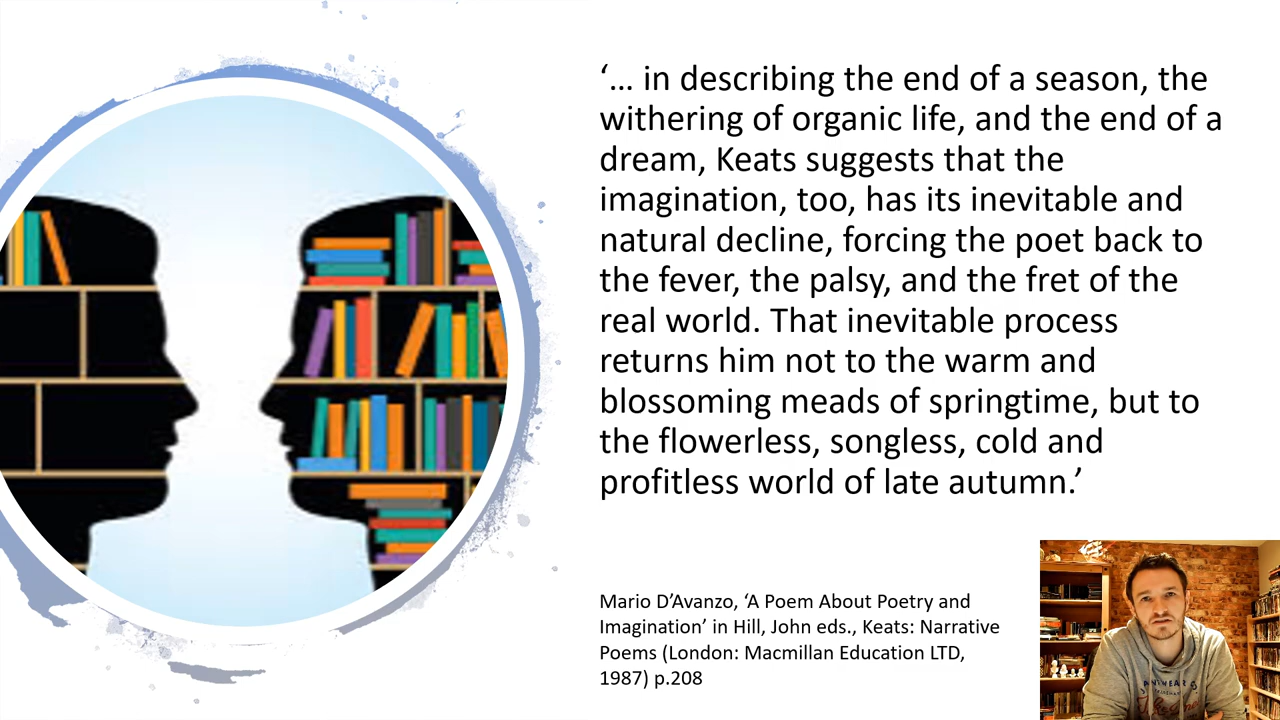 ‘... in describing the end of a season, the
withering of organic life, and the end of a
dream, Keats suggests that the
imagination, too, has its inevitable and
natural decline, forcing the poet back to
the fever, the palsy, and the fret of the
real world. That inevitable process
returns him not to the warm and
blossoming meads of springtime, but to
the flowerless, songless, cold and
profitless world of late autumn.’
Mario D’Avanzo, ‘A Poem About Poetry and
Imagination’ in Hill, John eds., Keats: Narrative
Poems (London: Macmillan Education LTD,
1987) p.208